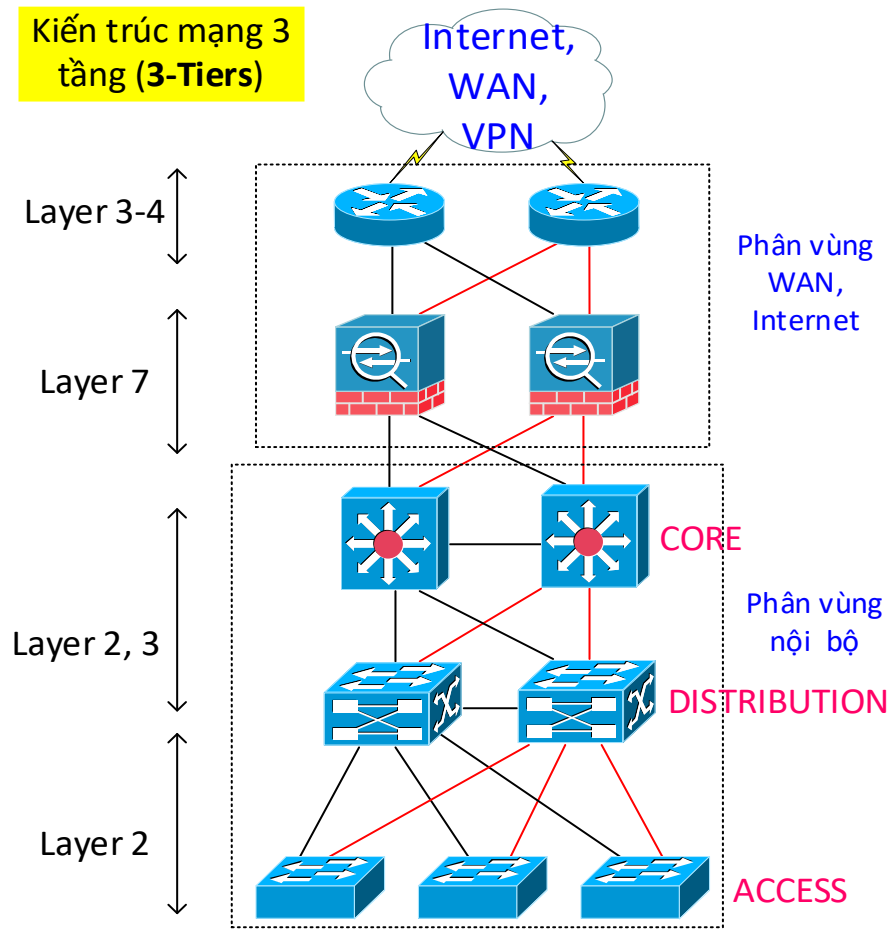 Kiến trúc mạng 3
tầng (3-Tiers)
Internet,
WAN,
VPN
Layer 3-4
Phân vùng
WAN,
Internet
Layer 7
CORE
Phân vùng
nội bộ
Layer 2, 3
DISTRIBUTION
Layer 2
ACCESS